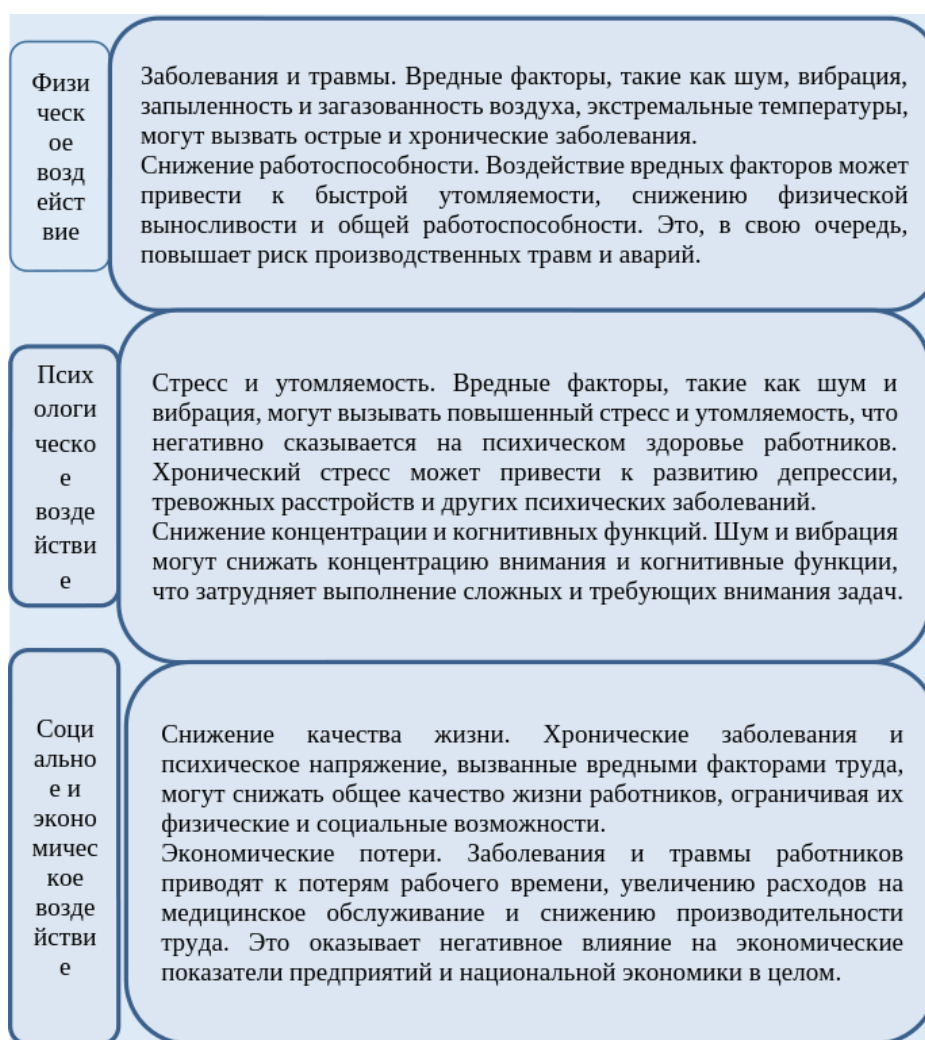 Физи
ческ
ое
возд
ейст
вие
Заболевания и травмы. Вредные факторы, такие как шум, вибрация,
запыленность и загазованность воздуха, экстремальные температуры,
могут вызвать острые и хронические заболевания.
Снижение работоспособности. Воздействие вредных факторов может
привести к быстрой утомляемости, снижению физической
выносливости и общей работоспособности. Это, в свою очередь,
повышает риск производственных травм и аварий.
Псих
ологи
ческо
е
возде
йстви
е
Стресс и утомляемость. Вредные факторы, такие как шум и
вибрация, могут вызывать повышенный стресс и утомляемость, что
негативно сказывается на психическом здоровье работников.
Хронический стресс может привести к развитию депрессии,
тревожных расстройств и других психических заболеваний.
Снижение концентрации и когнитивных функций. Шум и вибрация
могут снижать концентрацию внимания и когнитивные функции,
что затрудняет выполнение сложных и требующих внимания задач.
Соци
ально
е и
эконо
мичес
кое
возде
йстви
е
Снижение качества жизни. Хронические заболевания и
психическое напряжение, вызванные вредными факторами труда,
могут снижать общее качество жизни работников, ограничивая их
физические и социальные возможности.
Экономические потери. Заболевания и травмы работников
приводят к потерям рабочего времени, увеличению расходов на
медицинское обслуживание и снижению производительности
труда. Это оказывает негативное влияние на экономические
показатели предприятий и национальной экономики в целом.